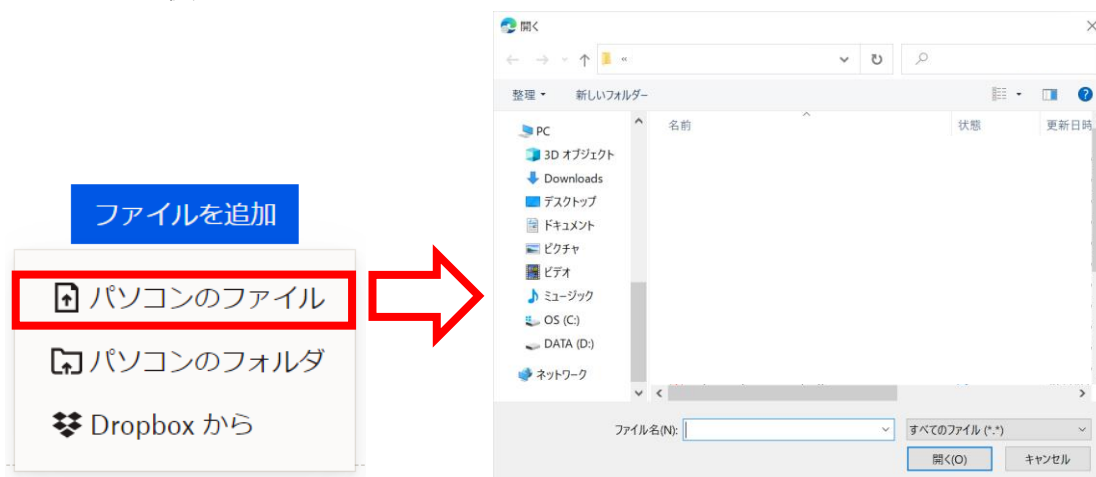 ファイルを追加
パソコンのファイル
パソコンのフォルダ
Dropbox から
開く
«
整理
新しいフォルダー
名前
状態
更新日時
PC
3D オブジェクト
Downloads
デスクトップ
ドキュメント
ピクチャ
ビデオ
ミュージック
OS (C:)
DATA (D:)
ネットワーク
ファイル名(N):
すべてのファイル (*.*)
開く(O)
キャンセル